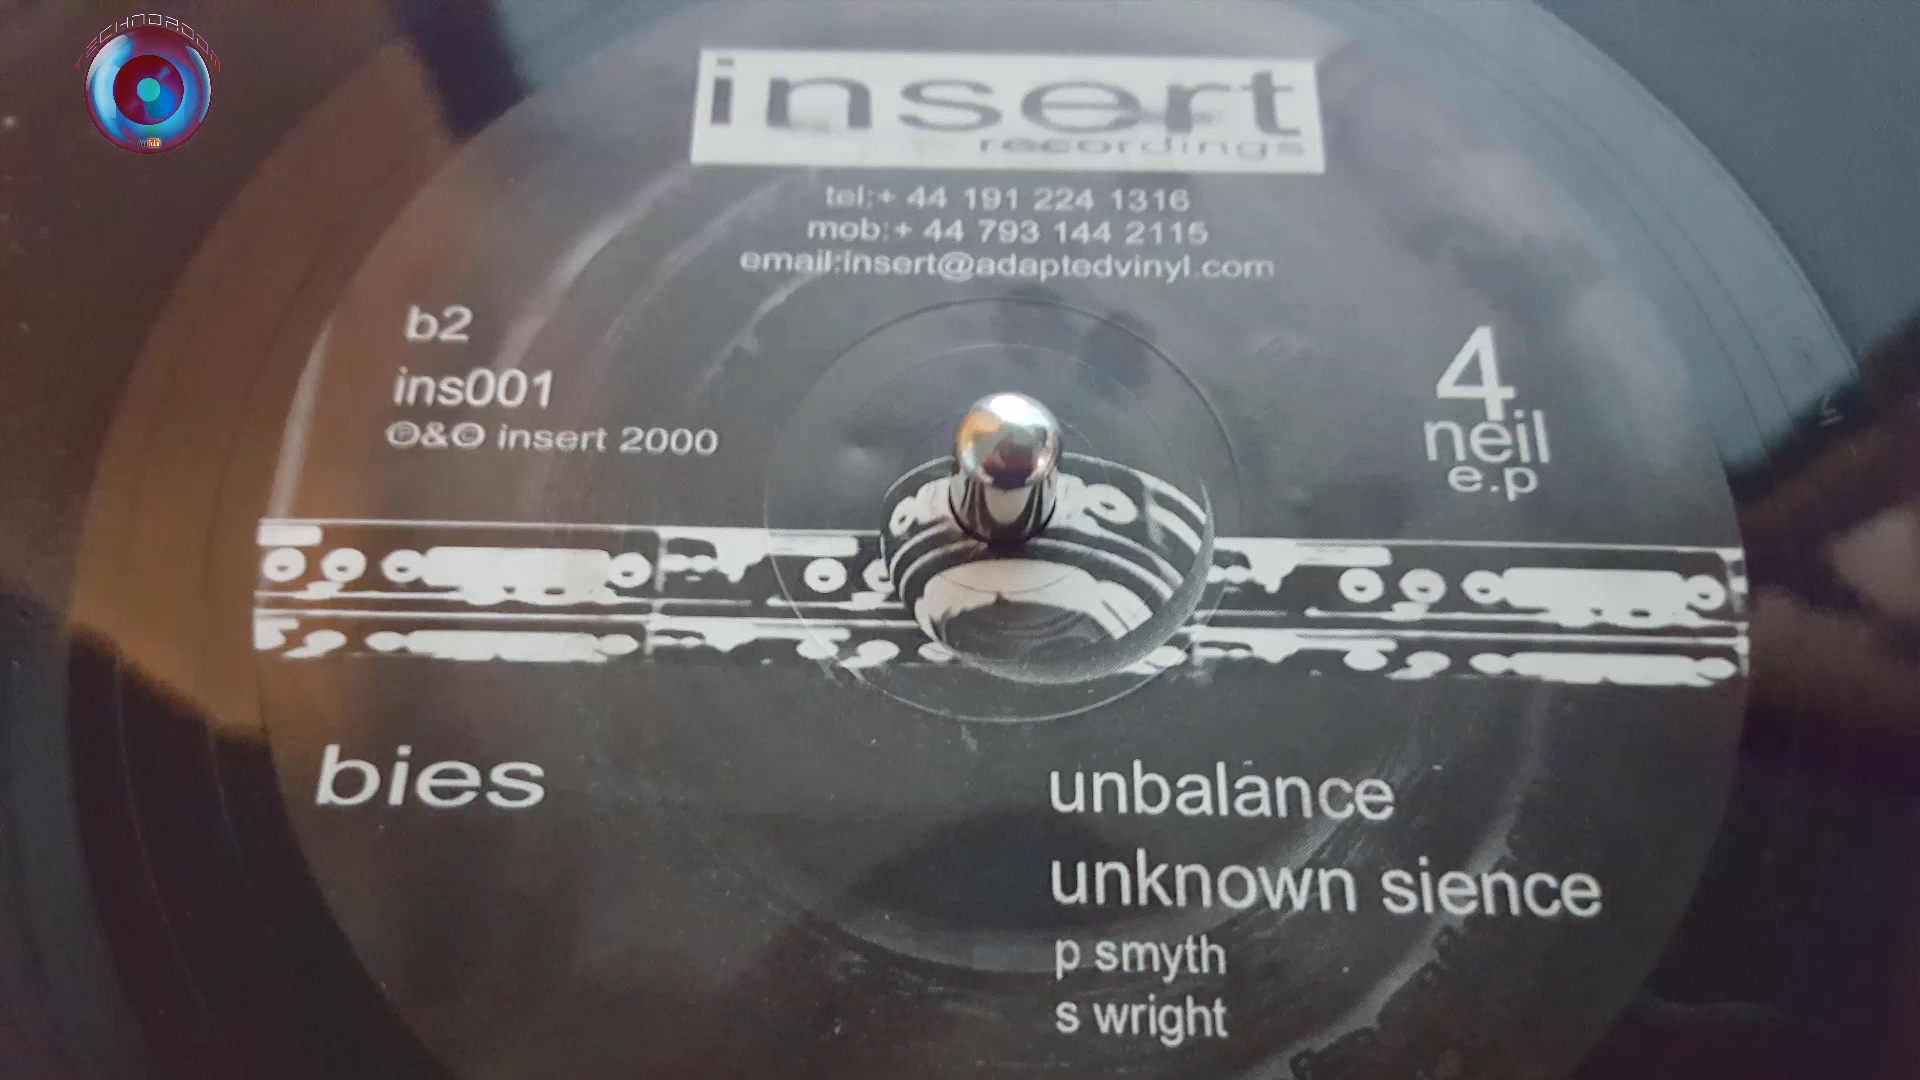 TECHNOROOM
insert
recordings
tel:+ 44 191 224 1316
mob:+ 44 793 144 2115
email:insert@adaptedvinyl.com
b2
ins001
℗&© insert 2000
4
neil
e.p
bies
unbalance
unknown sience
p smyth
s wright